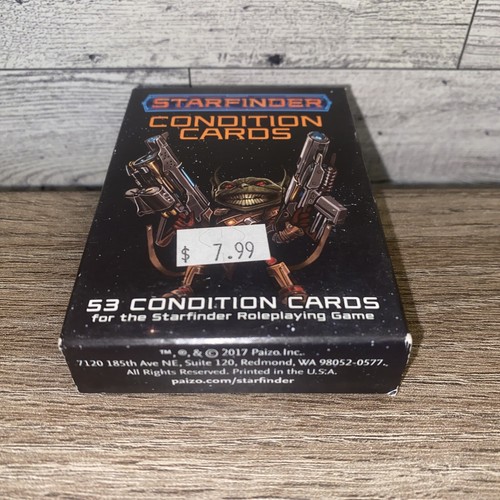 STARFINDER
CONDITION
CARDS
$ 7.99
53 CONDITION CARDS
for the Starfinder Roleplaying Game
™, ®, & © 2017 Paizo Inc.
7120 185th Ave NE, Suite 120, Redmond, WA 98052-0577.
All Rights Reserved. Printed in the U.S.A.
paizo.com/starfinder